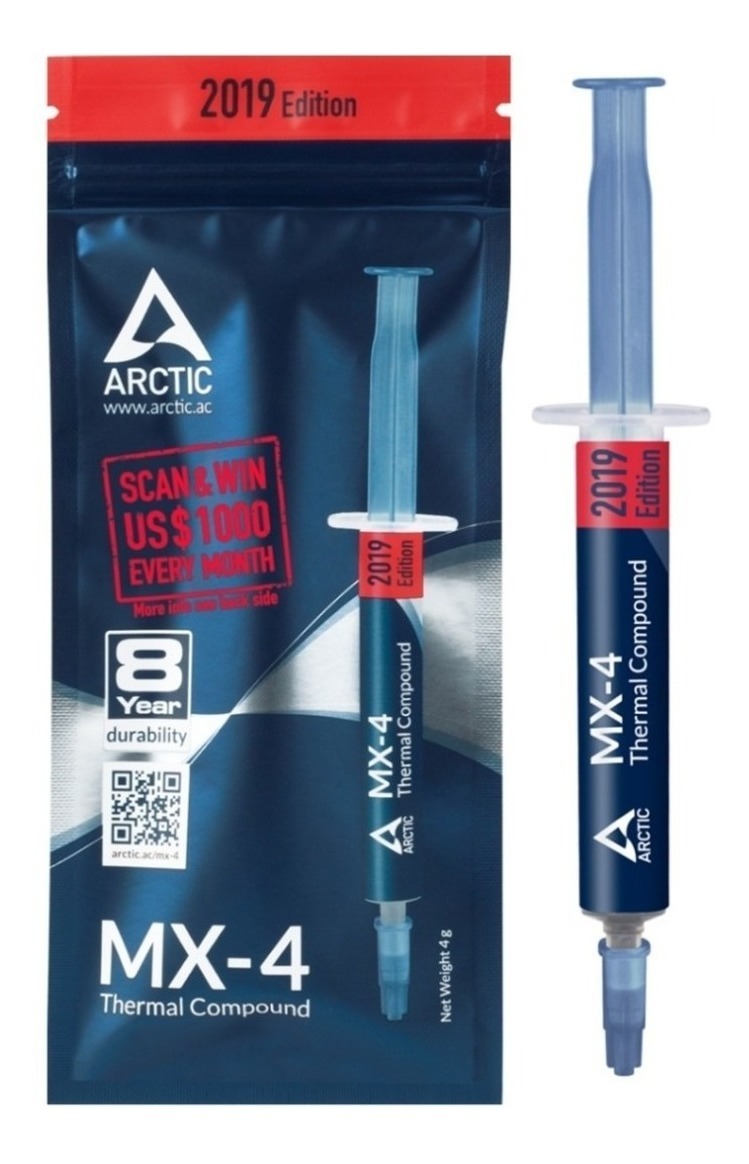 2019 Edition
ARCTIC
www.arctic.ac
SCAN & WIN
US$1000
EVERY MONTH
More info on back side
8
Year
durability
arctic.ac/mx-4
MX-4
Thermal Compound
Net Weight 4 g
2019
Edition
MX-4
Thermal Compound
ARCTIC
2019
Edition
MX-4
Thermal Compound
ARCTIC